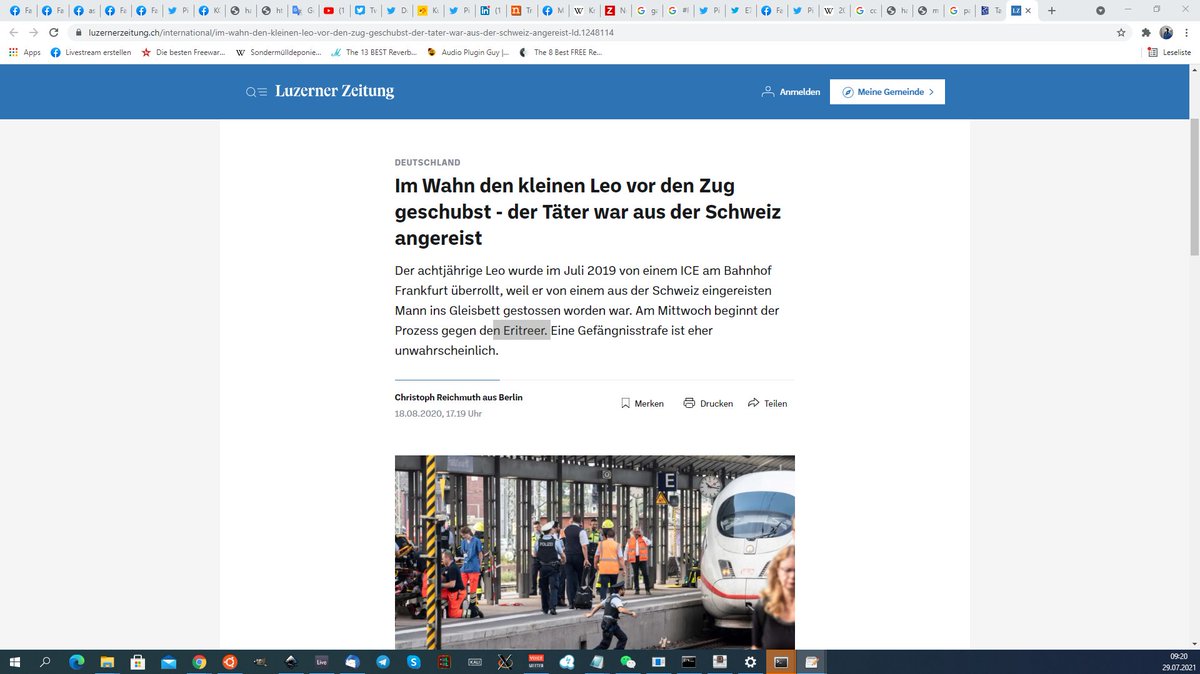 luzernerzeitung.ch/international/im-wahn-den-kleinen-leo-vor-den-zug-geschubst-der-tater-war-aus-der-schweiz-angereist-ld.1248114
Apps Livestream erstellen Die besten Freewar... Sondermülldeponie... The 13 BEST Reverb... Audio Plugin Guy |... The 8 Best FREE Re... Leseliste
Luzerner Zeitung Anmelden Meine Gemeinde
DEUTSCHLAND
Im Wahn den kleinen Leo vor den Zug
geschubst - der Täter war aus der Schweiz
angereist
Der achtjährige Leo wurde im Juli 2019 von einem ICE am Bahnhof
Frankfurt überrollt, weil er von einem aus der Schweiz eingereisten
Mann ins Gleisbett gestossen worden war. Am Mittwoch beginnt der
Prozess gegen den Eritreer. Eine Gefängnisstrafe ist eher
unwahrscheinlich.
Christoph Reichmuth aus Berlin
18.08.2020, 17.19 Uhr
Merken Drucken Teilen
E
POLIZEI
09:20
29.07.2021